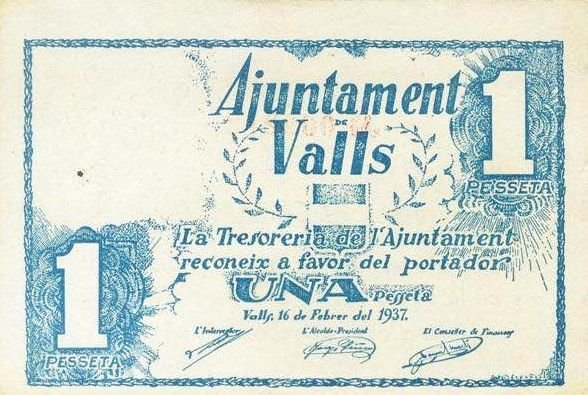 Ajuntament
DE
Valls
1
PESSETA
La Tresoreria de l'Ajuntament
reconeix a favor del portador
UNA Pesseta
Valls, 16 de Febrer del 1937.
L'Interventor L'Alcalde-President El Conseller de Finances
1
PESSETA